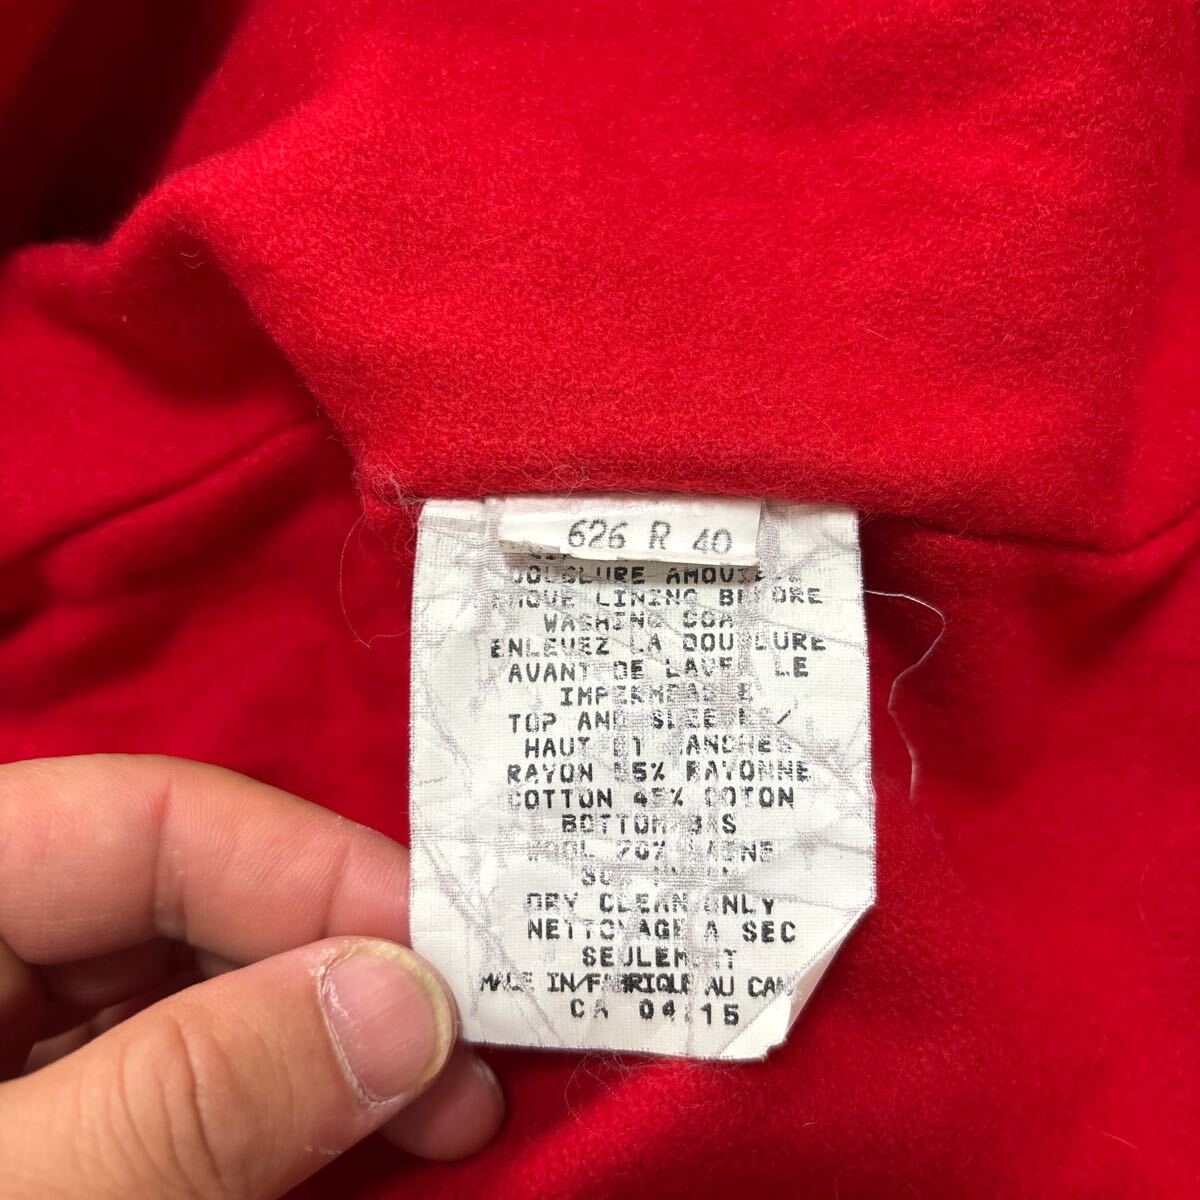 626 R 40
DOUBLURE AMOVIBLE
REMOVE LINING BEFORE
WASHING COAT
ENLEVEZ LA DOUBLURE
AVANT DE LAVER LE
IMPERMEABLE
TOP AND SLEEVES/
HAUT ET MANCHES
RAYON 55% RAYONNE
COTTON 45% COTON
BOTTOM/BAS
WOOL 70% LAINE
DRY CLEAN ONLY
NETTOYAGE A SEC
SEULEMENT
MADE IN/FABRIQUE AU CAN
CA 04215